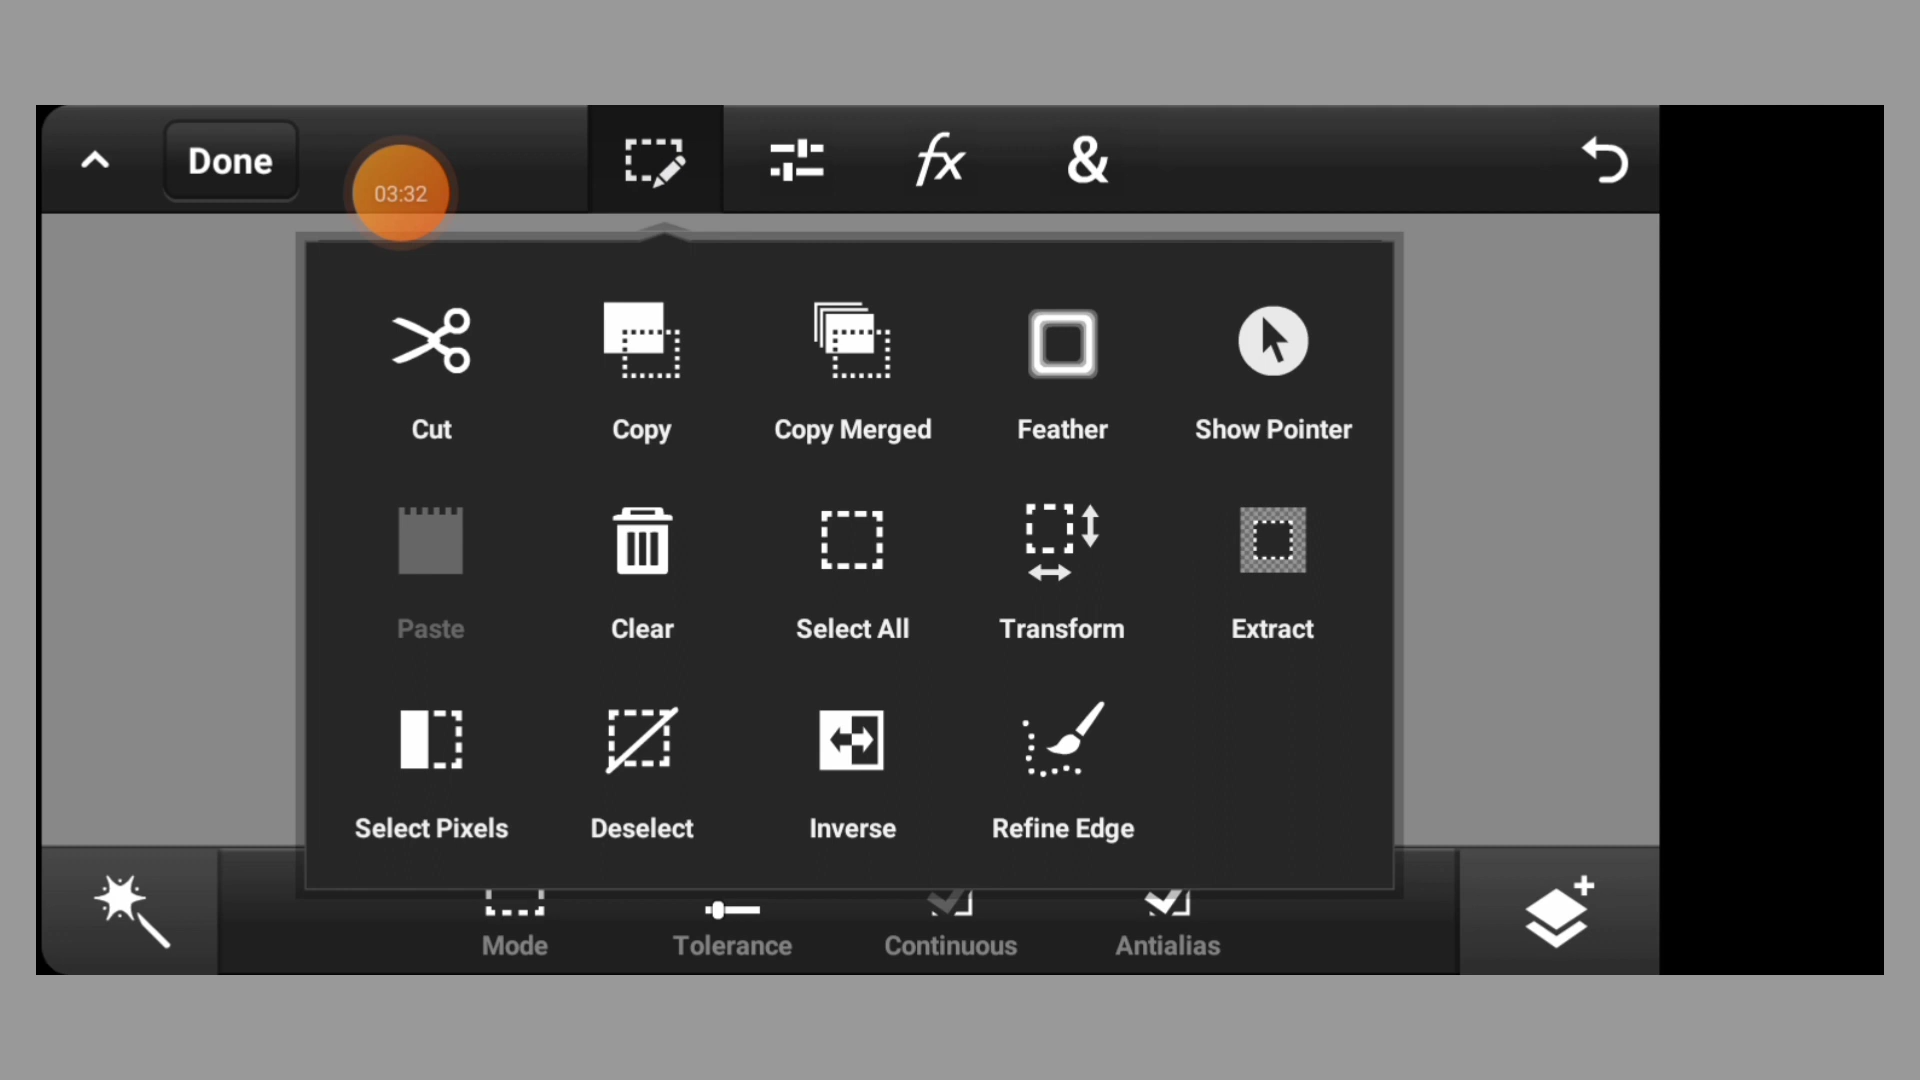 Done
03:32
fx
&
Cut
Copy
Copy Merged
Feather
Show Pointer
Paste
Clear
Select All
Transform
Extract
Select Pixels
Deselect
Inverse
Refine Edge
Mode
Tolerance
Continuous
Antialias